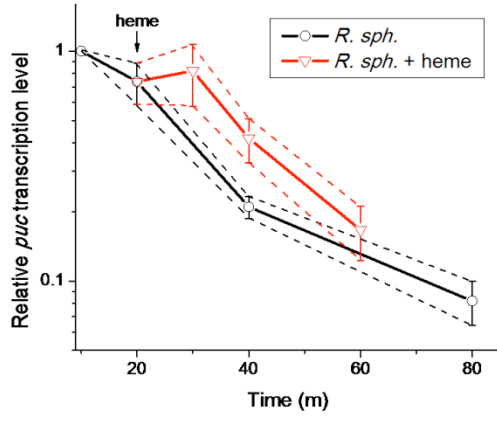 heme
R. sph.
R. sph. + heme
Relative puc transcription level
1
0.1
20
40
60
80
Time (m)